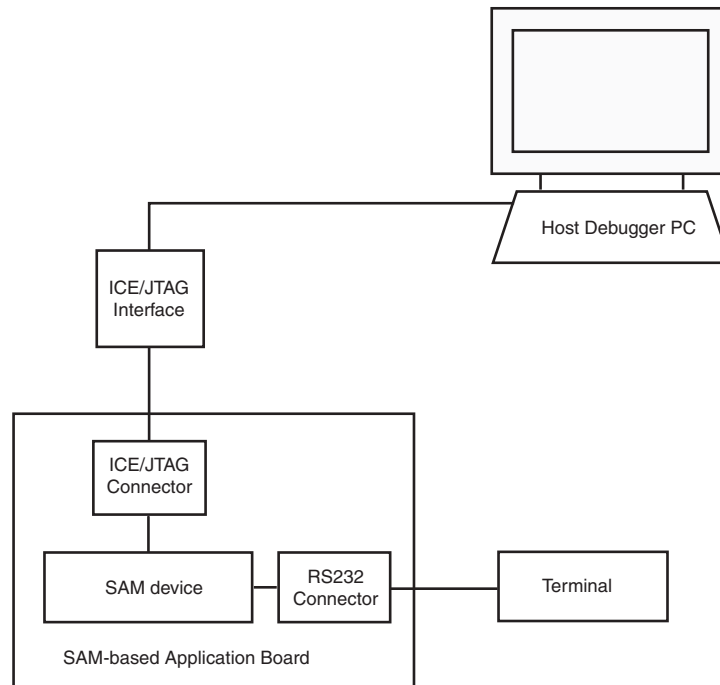 Host Debugger PC
ICE/JTAG
Interface
ICE/JTAG
Connector
SAM device
RS232
Connector
Terminal
SAM-based Application Board